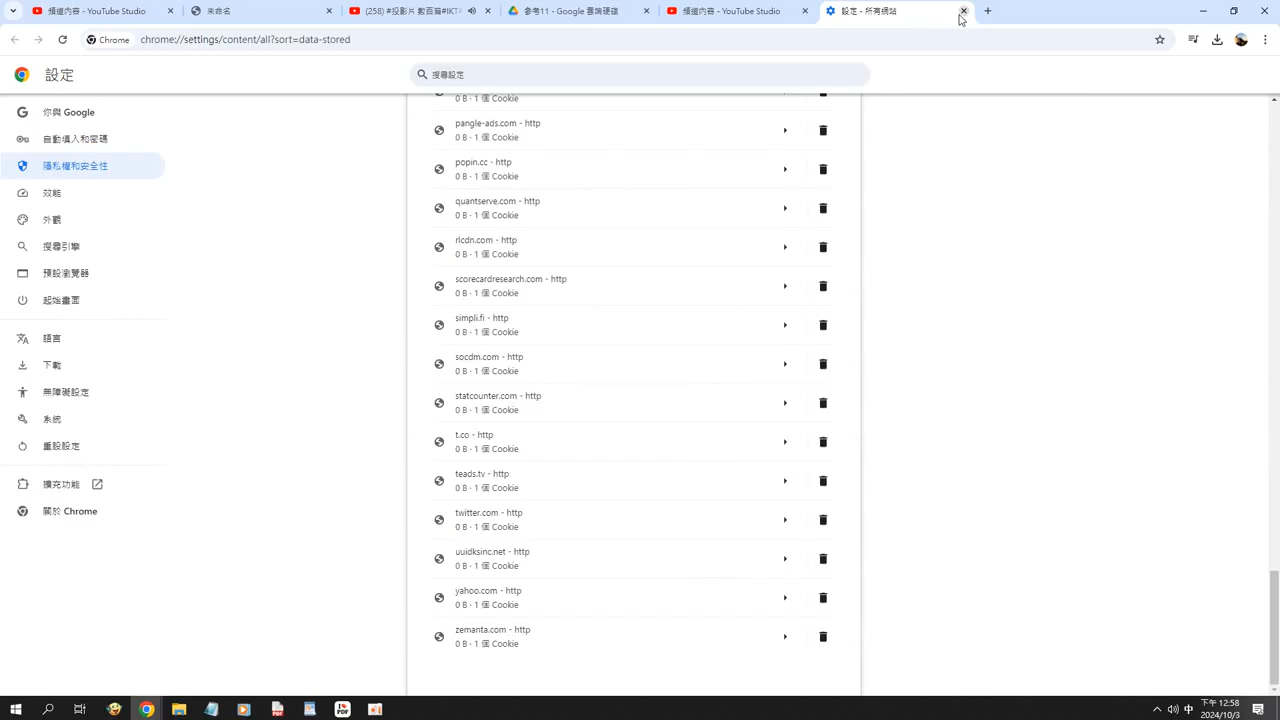 頻道內容 - YouTube Studio
未命名
(258) #投影片 數百篇#IKT
參考11 - Google 雲端硬碟
頻道內容 - YouTube Studio
設定 - 所有網站
Chrome
chrome://settings/content/all?sort=data-stored
設定
搜尋設定
你與 Google
自動填入和密碼
隱私權和安全性
效能
外觀
搜尋引擎
預設瀏覽器
起始畫面
語言
下載
無障礙設定
系統
重設設定
擴充功能
關於 Chrome
0 B · 1 個 Cookie
pangle-ads.com - http
0 B · 1 個 Cookie
popin.cc - http
0 B · 1 個 Cookie
quantserve.com - http
0 B · 1 個 Cookie
rlcdn.com - http
0 B · 1 個 Cookie
scorecardresearch.com - http
0 B · 1 個 Cookie
simpli.fi - http
0 B · 1 個 Cookie
socdm.com - http
0 B · 1 個 Cookie
statcounter.com - http
0 B · 1 個 Cookie
t.co - http
0 B · 1 個 Cookie
teads.tv - http
0 B · 1 個 Cookie
twitter.com - http
0 B · 1 個 Cookie
uuidksinc.net - http
0 B · 1 個 Cookie
yahoo.com - http
0 B · 1 個 Cookie
zemanta.com - http
0 B · 1 個 Cookie
中
下午 12:58
2024/10/3